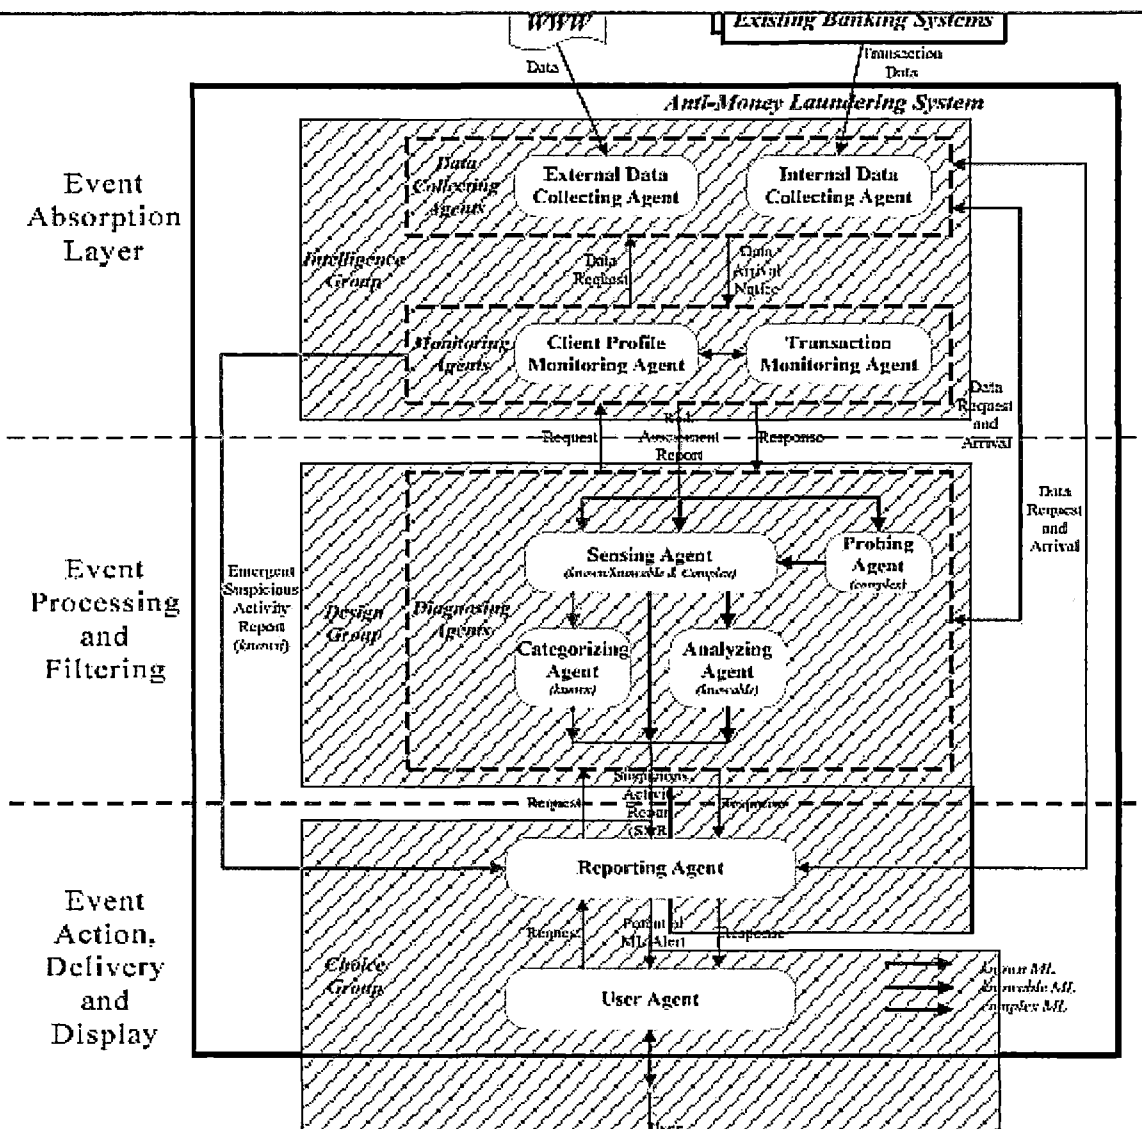 WWW
Existing Banking Systems
Data
Transaction
Data
Anti-Money Laundering System
Event
Absorption
Layer
Intelligence
Group
Data
Collecting
Agents
External Data
Collecting Agent
Internal Data
Collecting Agent
Data
Request
Data
Arrival
Notice
Monitoring
Agents
Client Profile
Monitoring Agent
Transaction
Monitoring Agent
Request
Risk
Assessment
Report
Response
Data
Request
and
Arrival
Data
Request
and
Arrival
Event
Processing
and
Filtering
Emergent
Suspicious
Activity
Report
(known)
Design
Group
Diagnosing
Agents
Sensing Agent
(known/knowable & Complex)
Probing
Agent
(complex)
Categorizing
Agent
(known)
Analyzing
Agent
(knowable)
Request
Suspicious
Activity
Report
(SAR)
Response
Event
Action,
Delivery
and
Display
Reporting Agent
Request
Potential
ML Alert
Response
Choice
Group
User Agent
known ML
knowable ML
complex ML
User